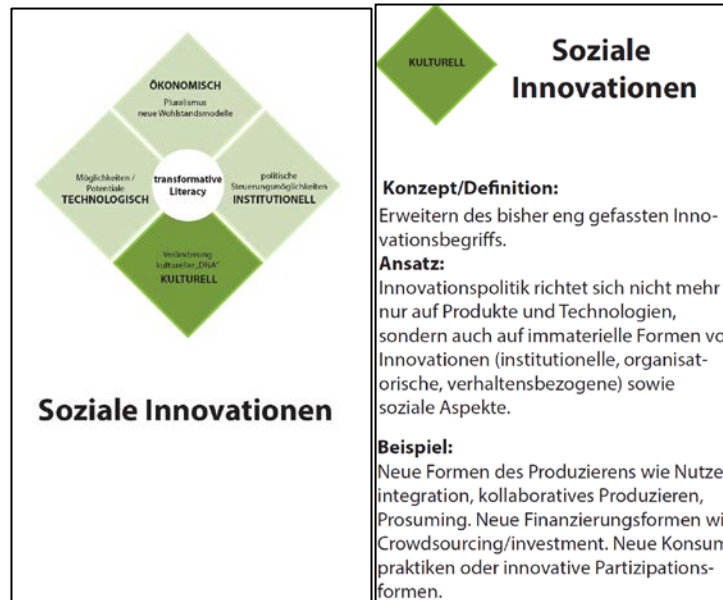 ÖKONOMISCH
Pluralismus
neue Wohlstandsmodelle
Möglichkeiten /
Potentiale
TECHNOLOGISCH
transformative
Literacy
politische
Steuerungsmöglichkeiten
INSTITUTIONELL
Veränderung
kultureller „DNA“
KULTURELL
Soziale Innovationen
KULTURELL
Soziale
Innovationen
Konzept/Definition:
Erweitern des bisher eng gefassten Inno-
vationsbegriffs.
Ansatz:
Innovationspolitik richtet sich nicht mehr
nur auf Produkte und Technologien,
sondern auch auf immaterielle Formen vo
Innovationen (institutionelle, organisat-
orische, verhaltensbezogene) sowie
soziale Aspekte.
Beispiel:
Neue Formen des Produzierens wie Nutze
integration, kollaboratives Produzieren,
Prosuming. Neue Finanzierungsformen wi
Crowdsourcing/investment. Neue Konsum
praktiken oder innovative Partizipations-
formen.